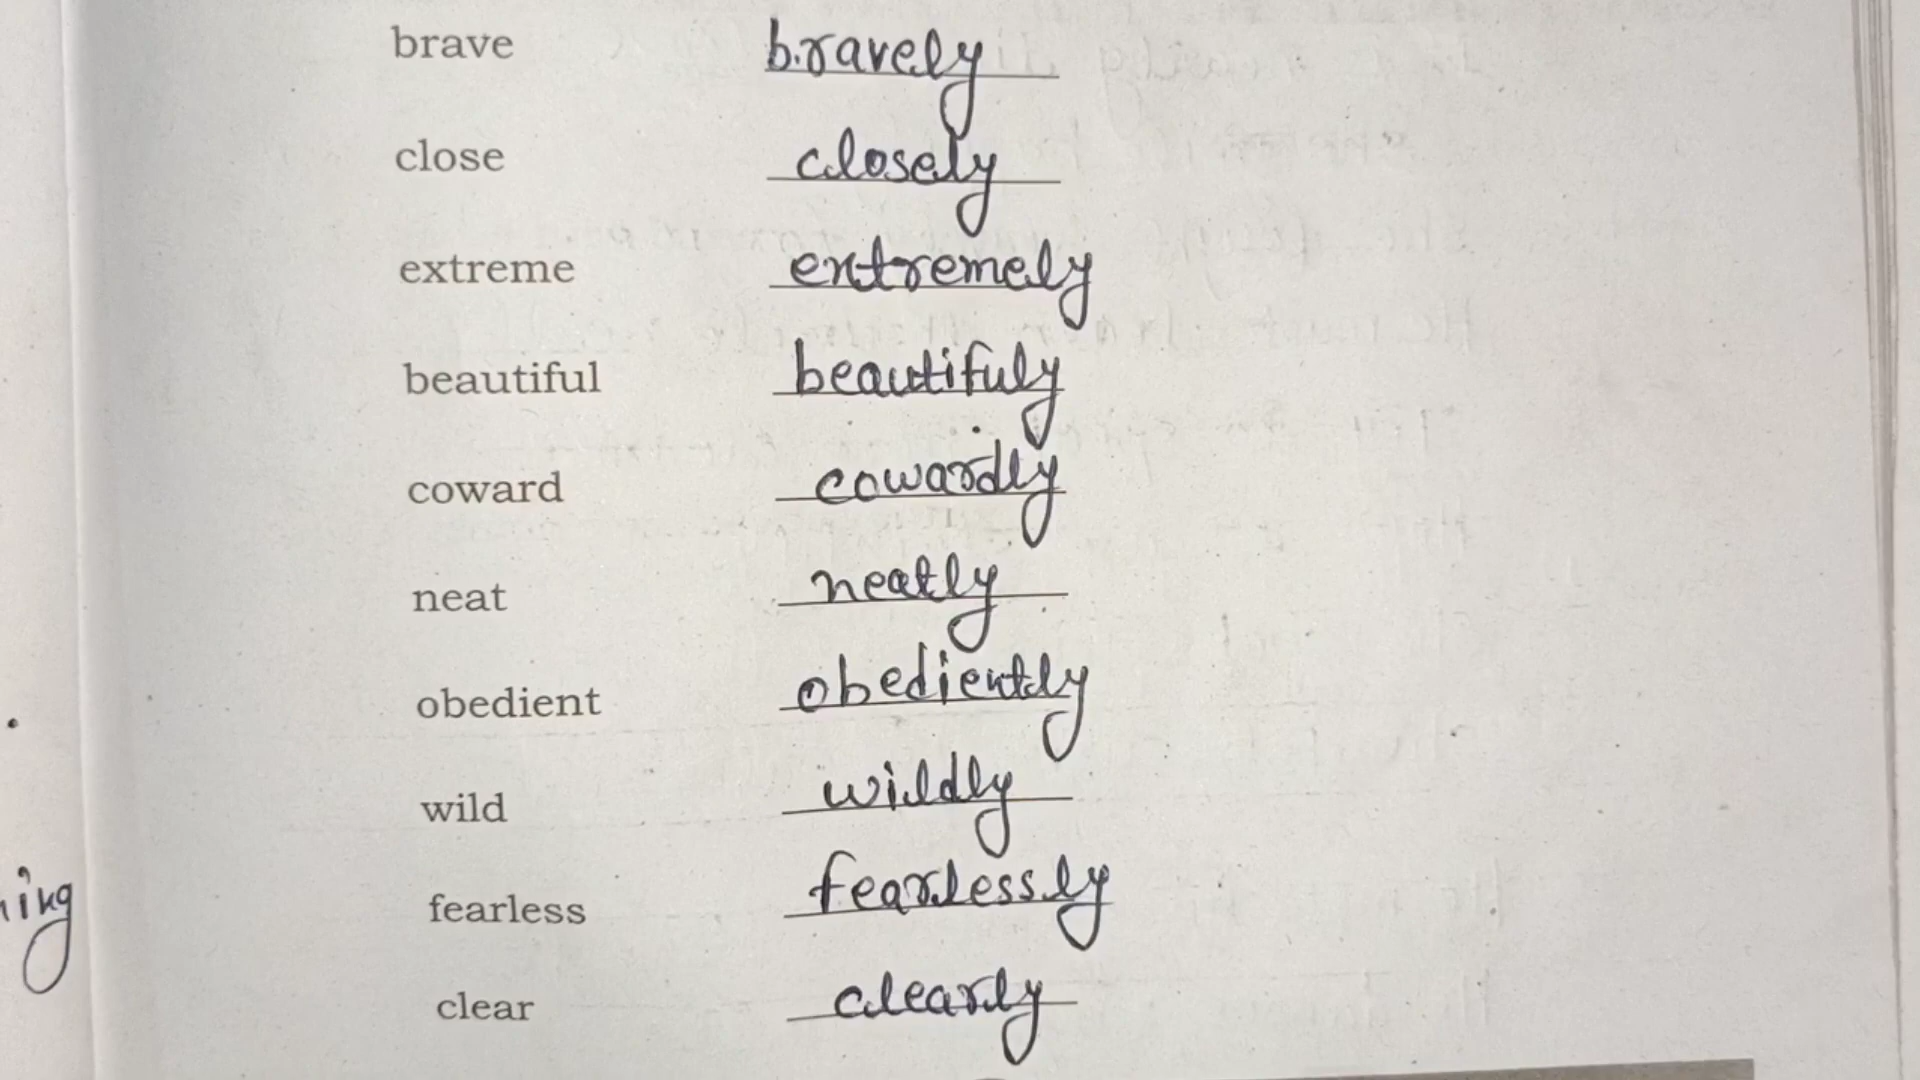 brave bravely
close closely
extreme extremely
beautiful beautifuly
coward cowardly
neat neatly
obedient obediently
wild wildly
fearless fearlessly
clear clearly